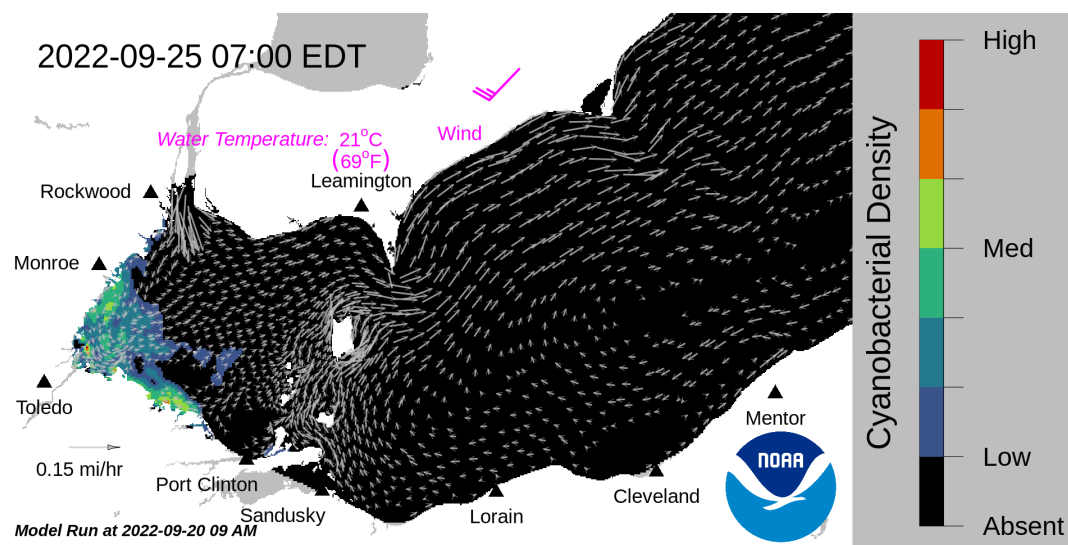 2022-09-25 07:00 EDT
Water Temperature: 21°C
(69°F)
Wind
Leamington
Rockwood
Monroe
Toledo
0.15 mi/hr
Port Clinton
Sandusky
Lorain
Cleveland
Mentor
NOAA
Model Run at 2022-09-20 09 AM
Cyanobacterial Density
High
Med
Low
Absent